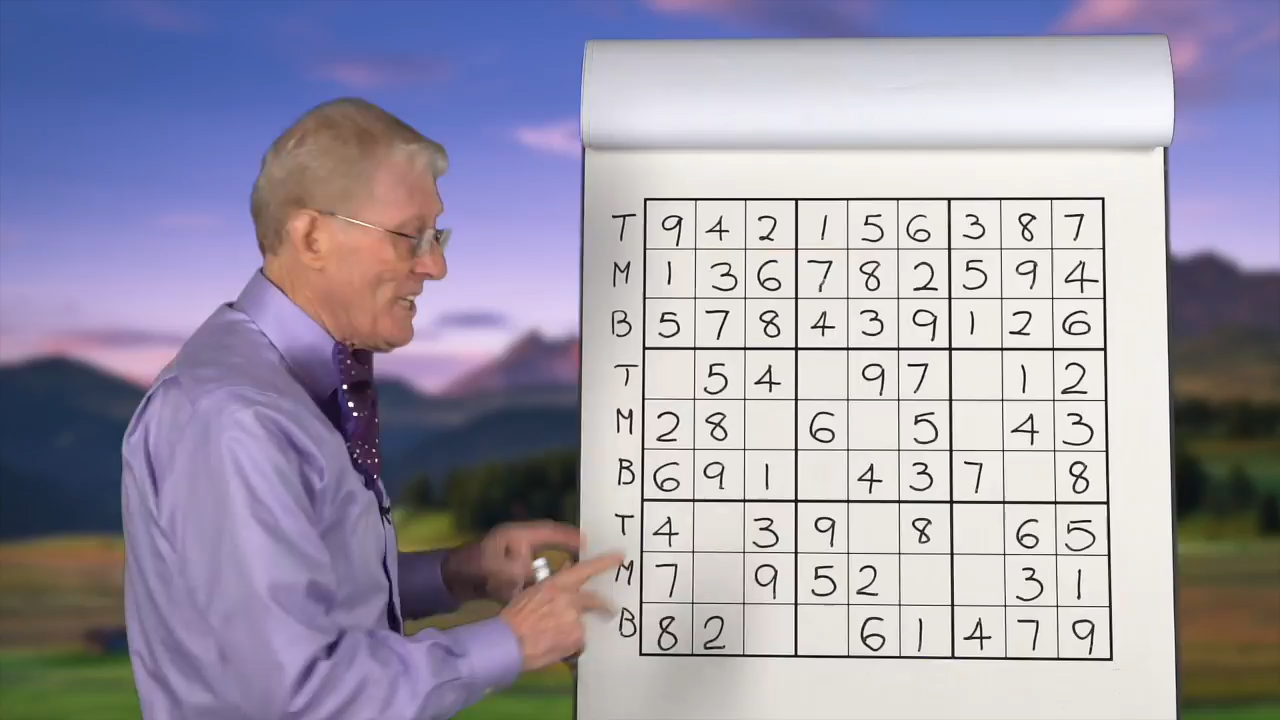 T 9 4 2 1 5 6 3 8 7
M 1 3 6 7 8 2 5 9 4
B 5 7 8 4 3 9 1 2 6
T 5 4 9 7 1 2
M 2 8 6 5 4 3
B 6 9 1 4 3 7 8
T 4 3 9 8 6 5
M 7 9 5 2 3 1
B 8 2 6 1 4 7 9